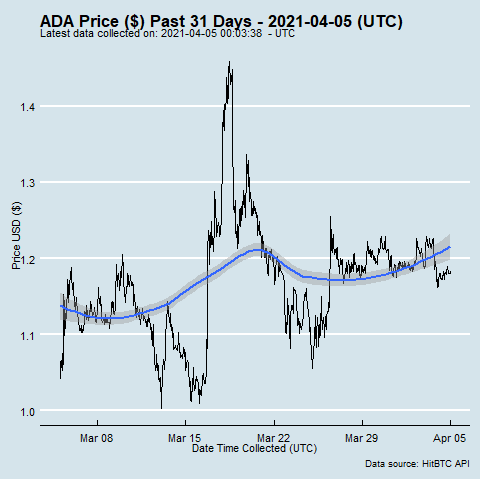 ADA Price ($) Past 31 Days - 2021-04-05 (UTC)
Latest data collected on: 2021-04-05 00:03:38 - UTC
1.4
1.3
1.2
1.1
1.0
Price USD ($)
Mar 08 Mar 15 Mar 22 Mar 29 Apr 05
Date Time Collected (UTC)
Data source: HitBTC API